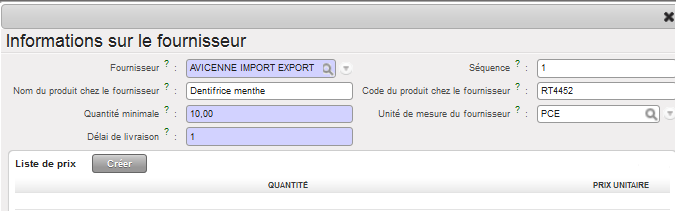 Informations sur le fournisseur
Fournisseur ? : AVICENNE IMPORT EXPORT Séquence ? : 1
Nom du produit chez le fournisseur ? : Dentifrice menthe Code du produit chez le fournisseur ? : RT4452
Quantité minimale ? : 10,00 Unité de mesure du fournisseur ? : PCE
Délai de livraison ? : 1
Liste de prix Créer
QUANTITÉ PRIX UNITAIRE